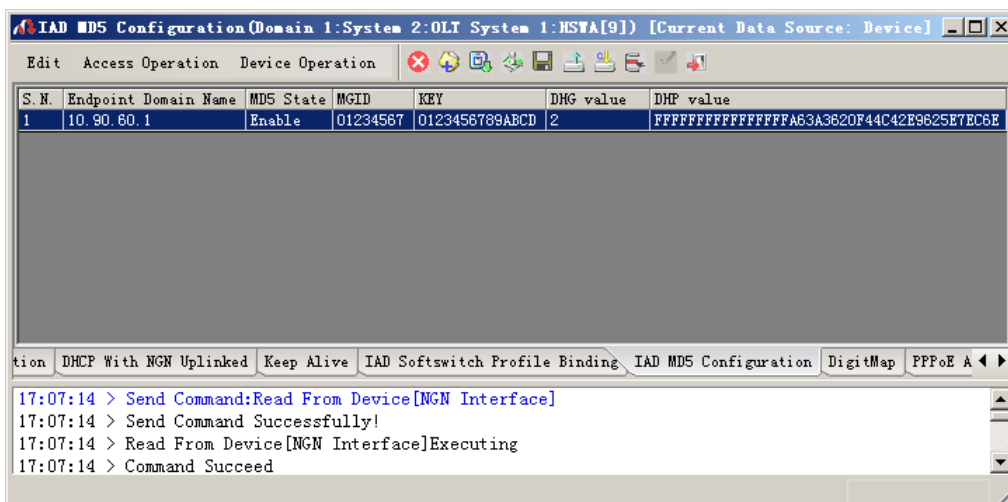 IAD MD5 Configuration(Domain 1:System 2:OLT System 1:HSWA[9]) [Current Data Source: Device]
Edit Access Operation Device Operation
S.N. Endpoint Domain Name MD5 State MGID KEY DHG value DHP value
1 10.90.60.1 Enable 01234567 0123456789ABCD 2 FFFFFFFFFFFFFFFFA63A3620F44C42E9625E7EC6E
tion DHCP With NGN Uplinked Keep Alive IAD Softswitch Profile Binding IAD MD5 Configuration DigitMap PPPoE A
17:07:14 > Send Command:Read From Device[NGN Interface]
17:07:14 > Send Command Successfully!
17:07:14 > Read From Device[NGN Interface]Executing
17:07:14 > Command Succeed